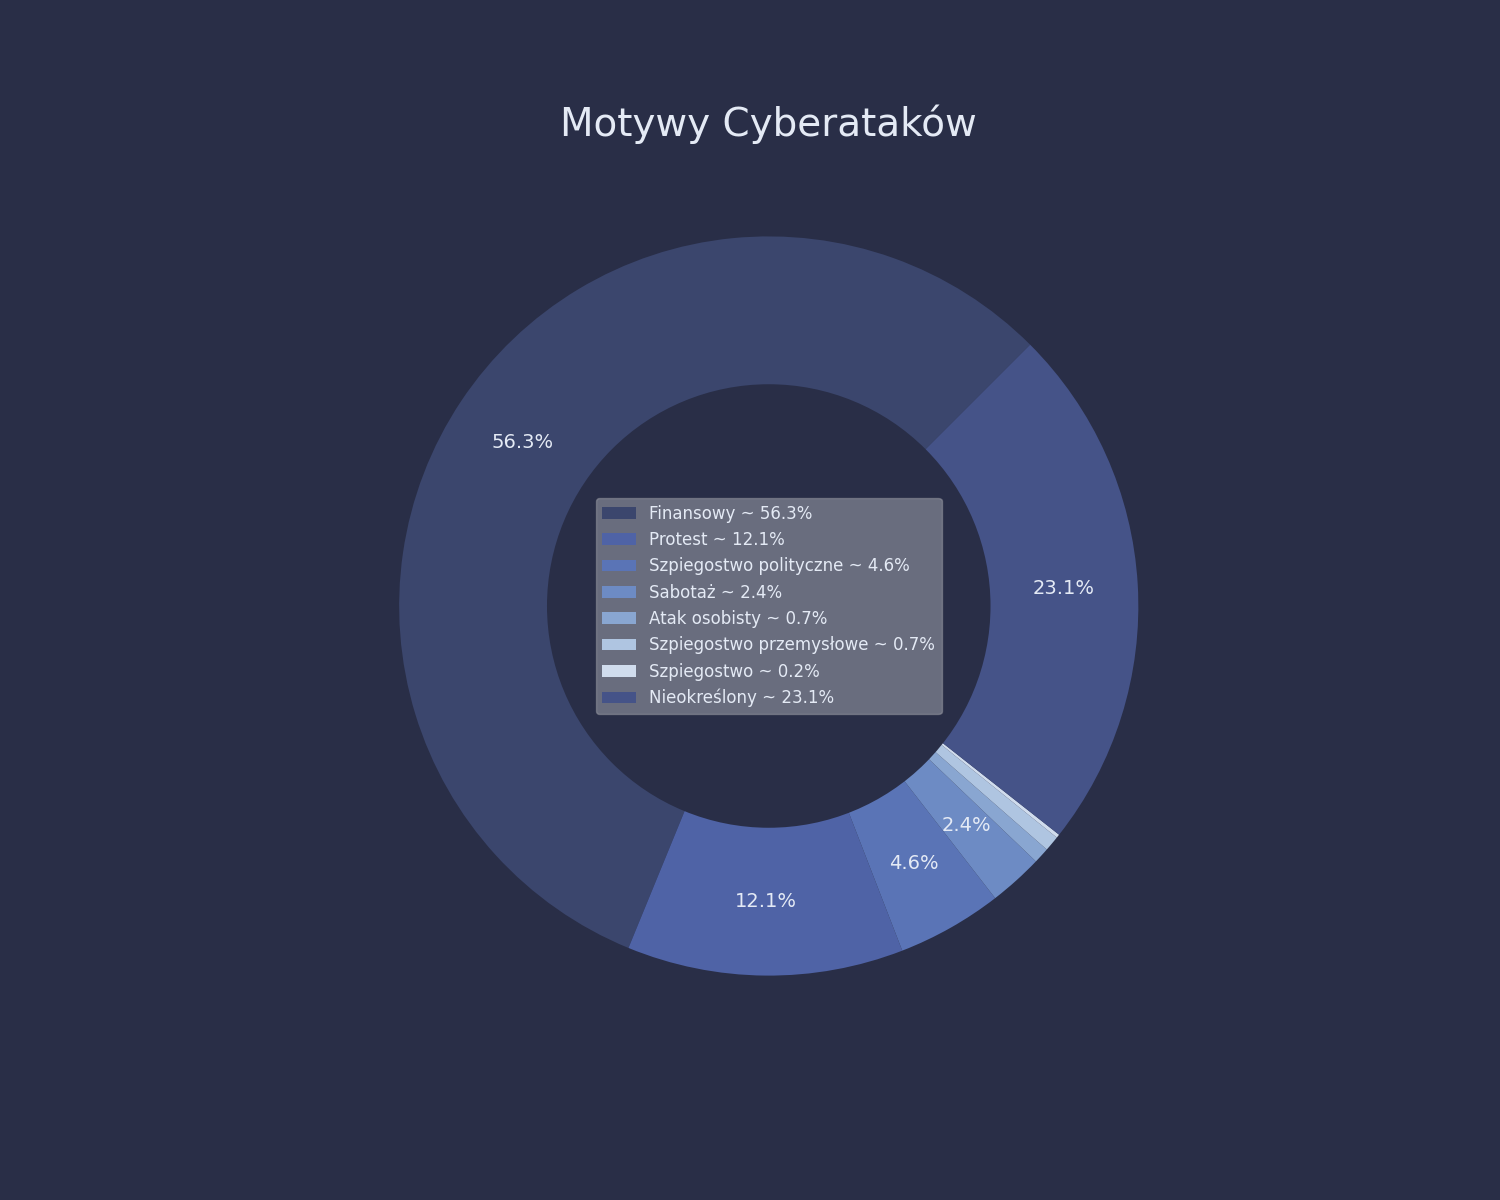 Motywy Cyberataków
56.3%
Finansowy ~ 56.3%
Protest ~ 12.1%
Szpiegostwo polityczne ~ 4.6%
Sabotaż ~ 2.4%
Atak osobisty ~ 0.7%
Szpiegostwo przemysłowe ~ 0.7%
Szpiegostwo ~ 0.2%
Nieokreślony ~ 23.1%
23.1%
2.4%
4.6%
12.1%